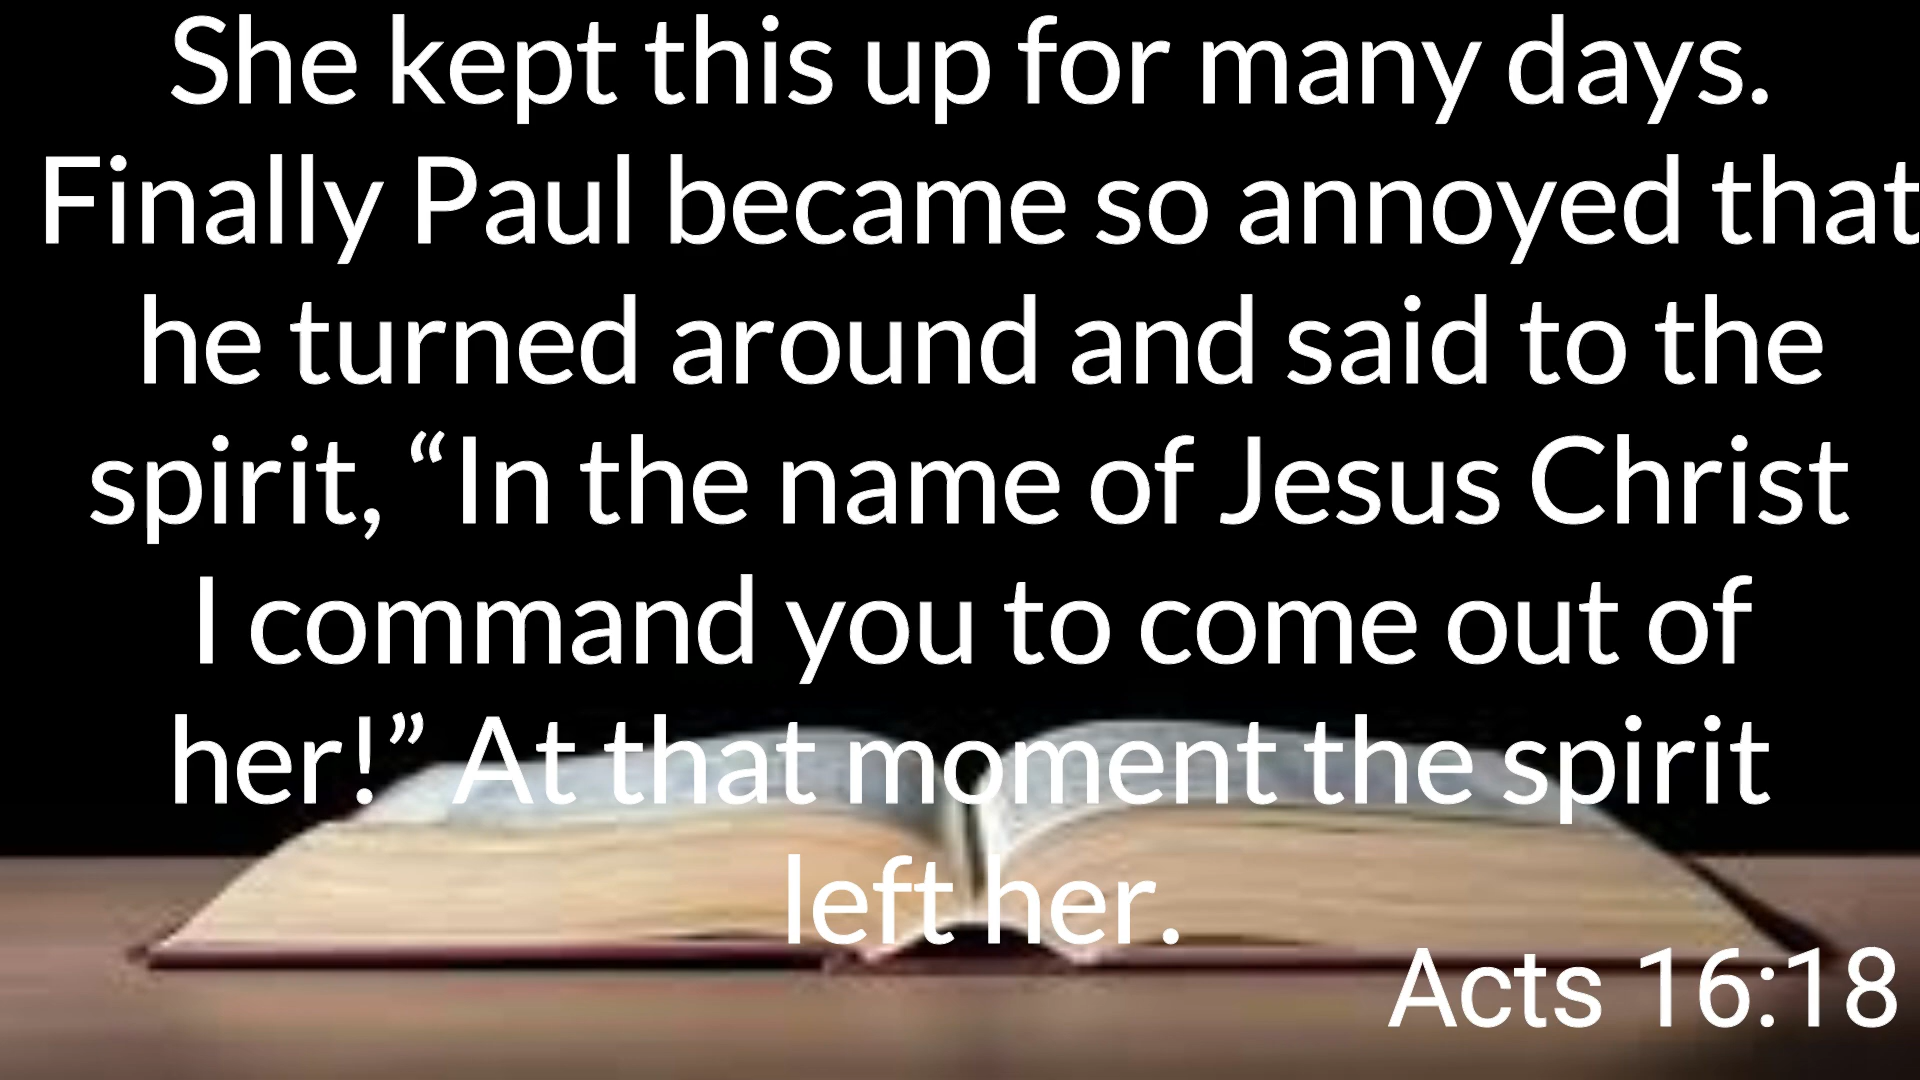 She kept this up for many days.
Finally Paul became so annoyed that
he turned around and said to the
spirit, “In the name of Jesus Christ
I command you to come out of
her!” At that moment the spirit
left her.
Acts 16:18